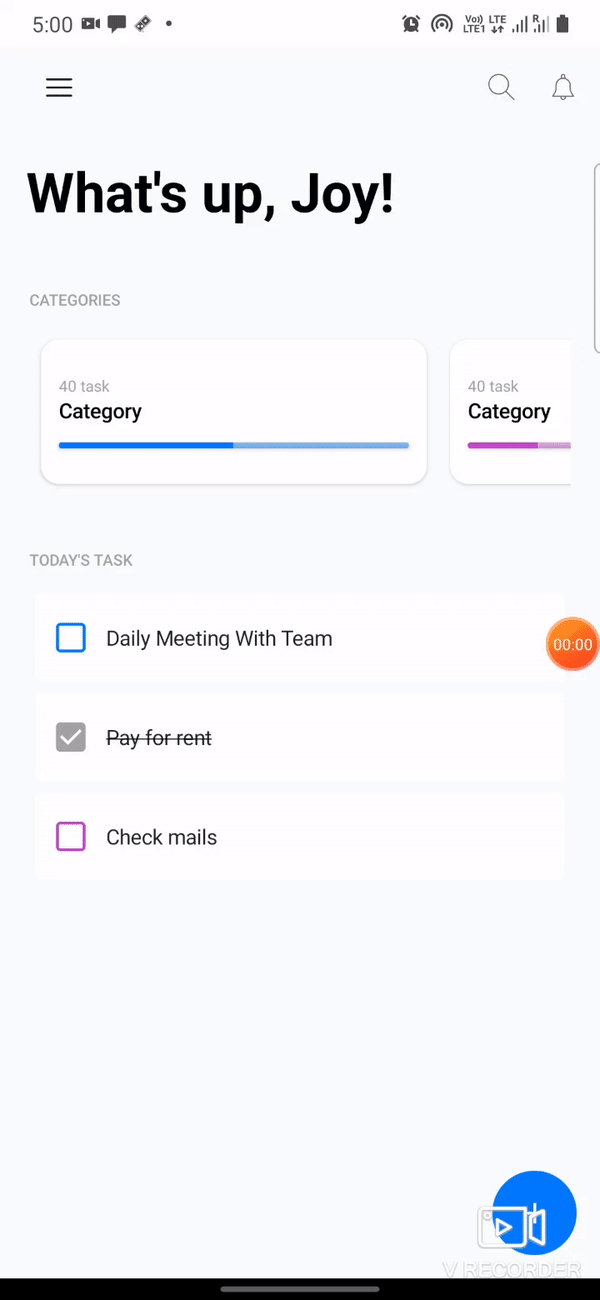 5:00
Vo)) LTE R
LTE1
What's up, Joy!
CATEGORIES
40 task
Category
40 task
Category
TODAY'S TASK
Daily Meeting With Team
00:00
Pay for rent
Check mails
V RECORDER